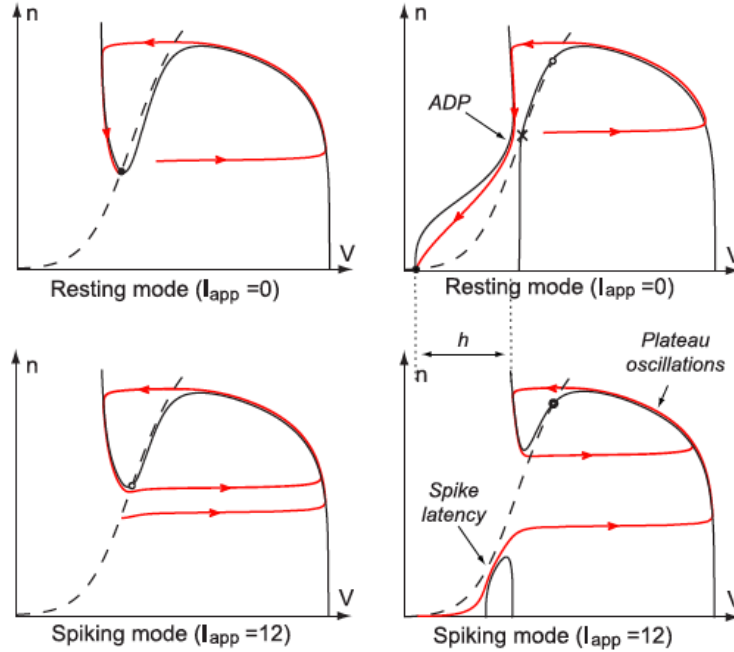 n
V
Resting mode (Iapp =0)
n
ADP
V
Resting mode (Iapp =0)
h
n
V
Spiking mode (Iapp =12)
n
Plateau
oscillations
Spike
latency
V
Spiking mode (Iapp =12)